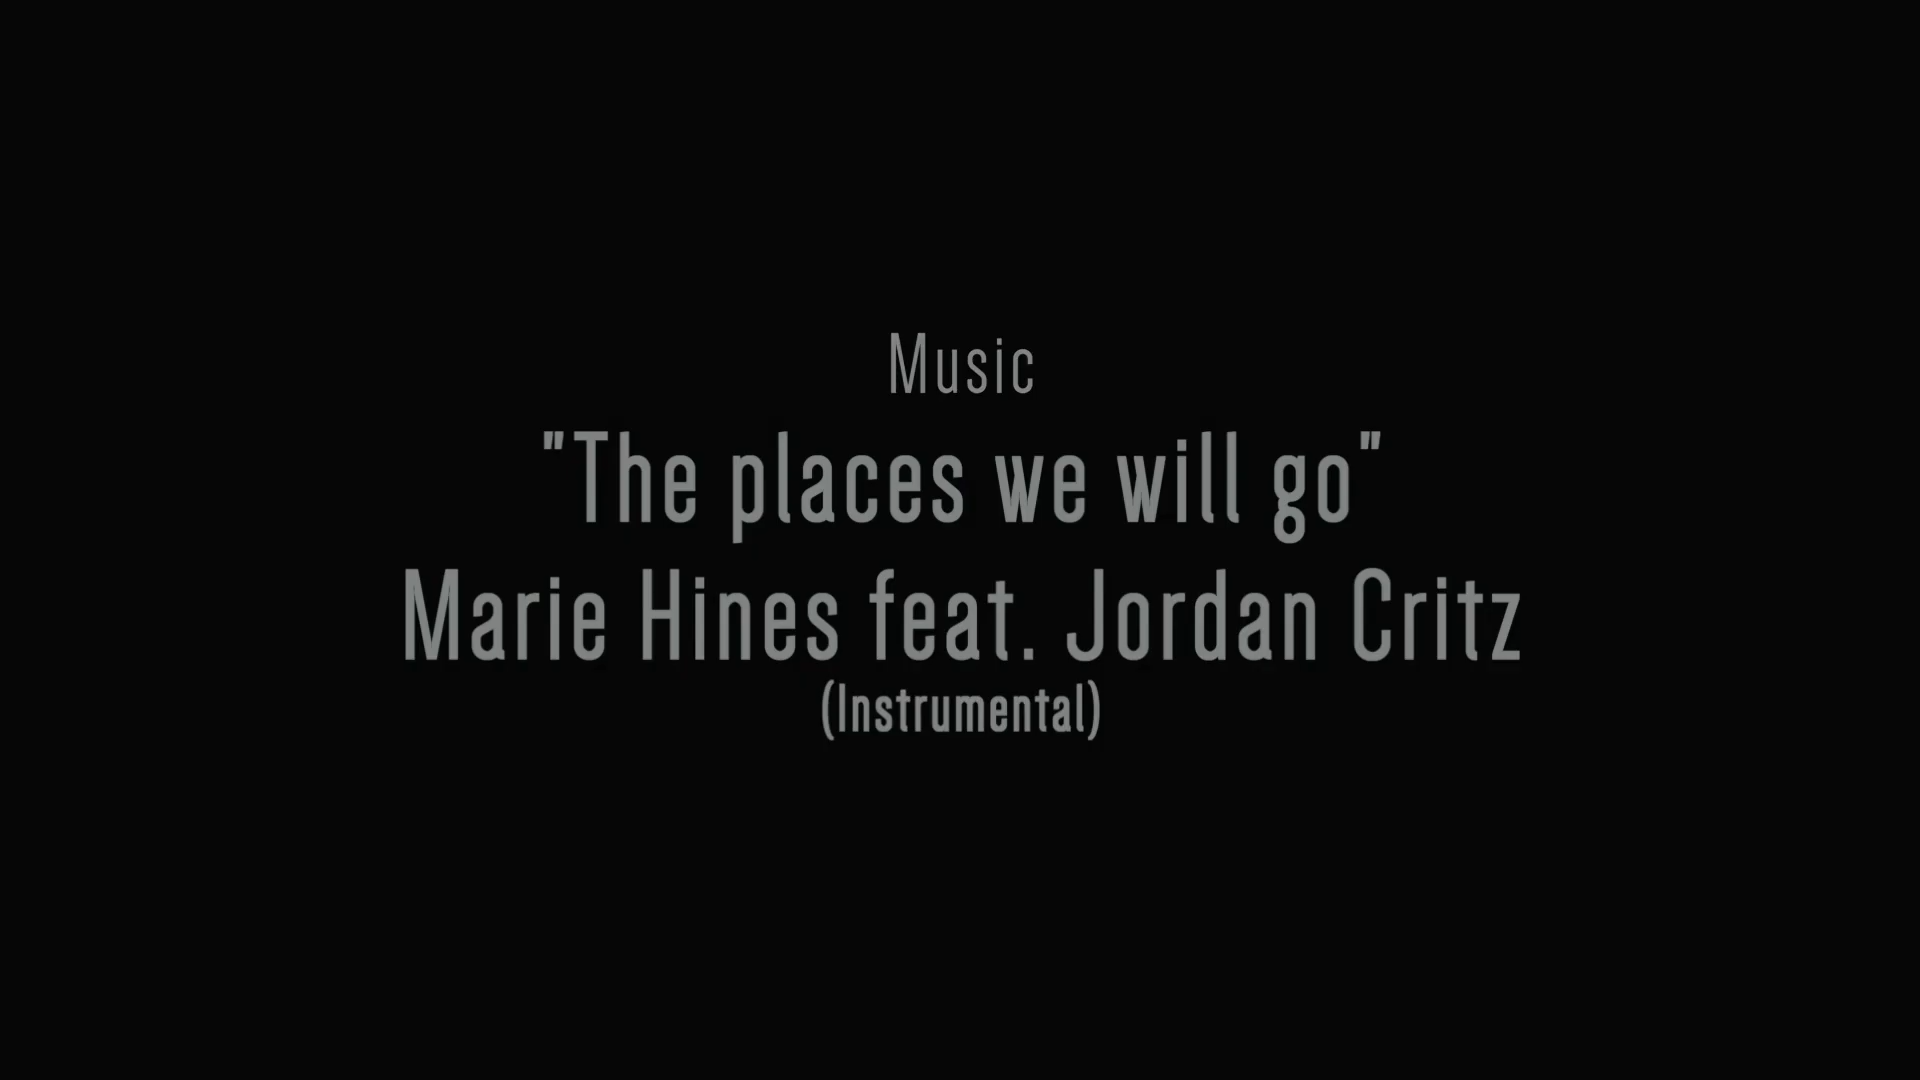 Music
"The places we will go"
Marie Hines feat. Jordan Critz
(Instrumental)